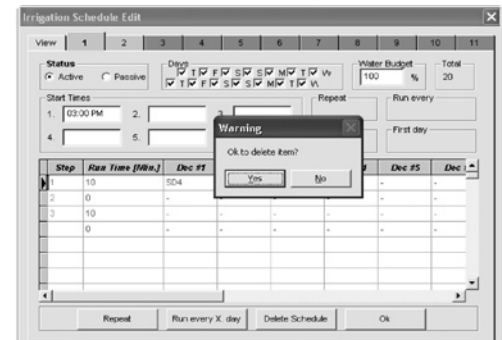 Irrigation Schedule Edit
View 1 2 3 4 5 6 7 8 9 10 11
Status Days Water Budget Total
Active Passive T F S S M T W 100 % 20
T F S S M T W
Start Times Repeat Run every
1. 03:00 PM 2. 3.
4. 5. First day
Warning
Ok to delete item?
Yes No
Step Run Time [Min.] Dec #1 Dec #5 Dec
1 10 SD4 - -
2 0 - - -
3 10 - - -
0 - - -
Repeat Run every X. day Delete Schedule Ok